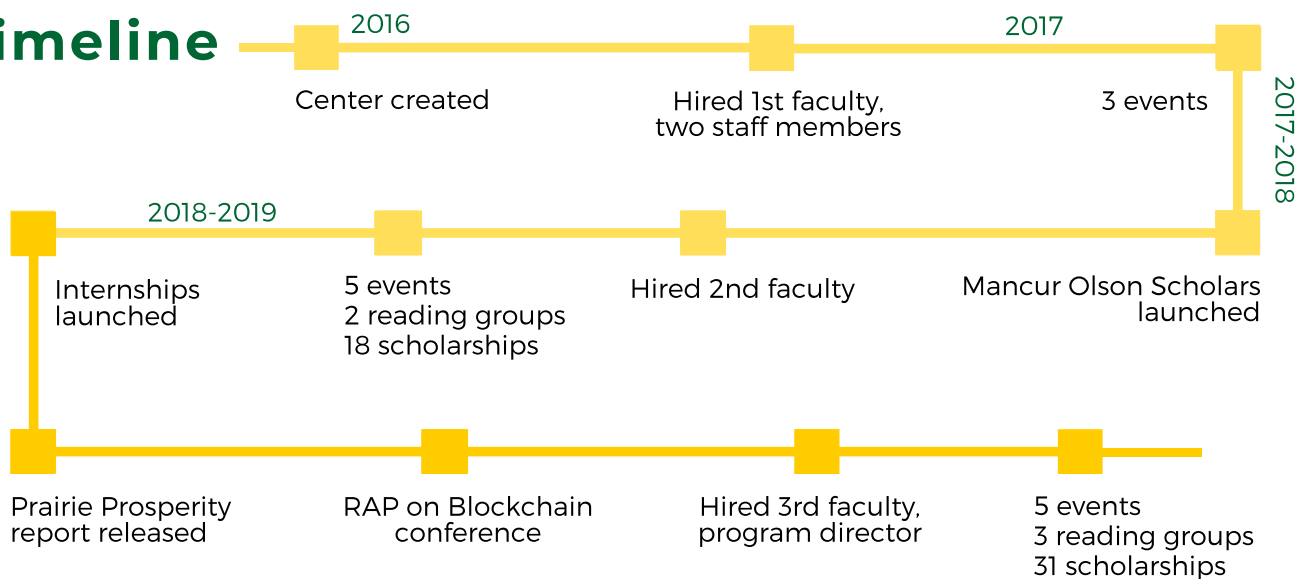 imeline
2016
2017
Center created
Hired 1st faculty,
two staff members
3 events
2017-2018
2018-2019
Internships
launched
5 events
2 reading groups
18 scholarships
Hired 2nd faculty
Mancur Olson Scholars
launched
Prairie Prosperity
report released
RAP on Blockchain
conference
Hired 3rd faculty,
program director
5 events
3 reading groups
31 scholarships